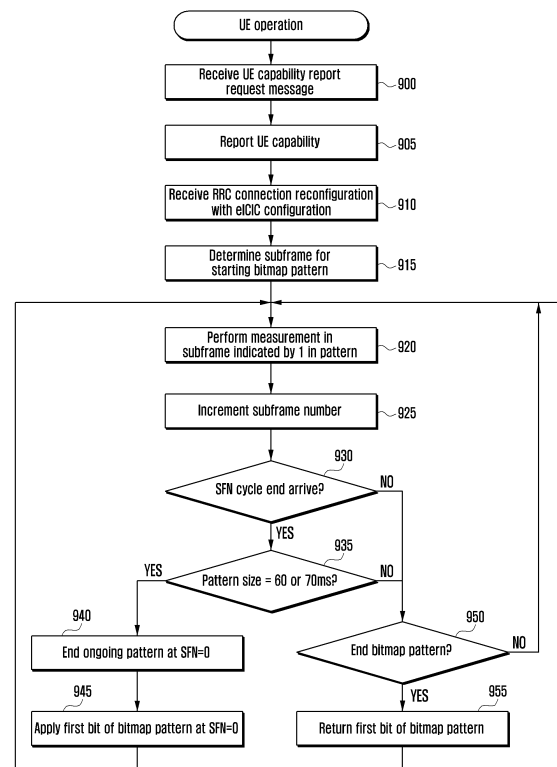 UE operation
Receive UE capability report
request message
900
Report UE capability
905
Receive RRC connection reconfiguration
with eICIC configuration
910
Determine subframe for
starting bitmap pattern
915
Perform measurement in
subframe indicated by 1 in pattern
920
Increment subframe number
925
930
SFN cycle end arrive?
NO
YES
935
Pattern size = 60 or 70ms?
YES
NO
940
End ongoing pattern at SFN=0
950
End bitmap pattern?
NO
YES
945
Apply first bit of bitmap pattern at SFN=0
955
Return first bit of bitmap pattern